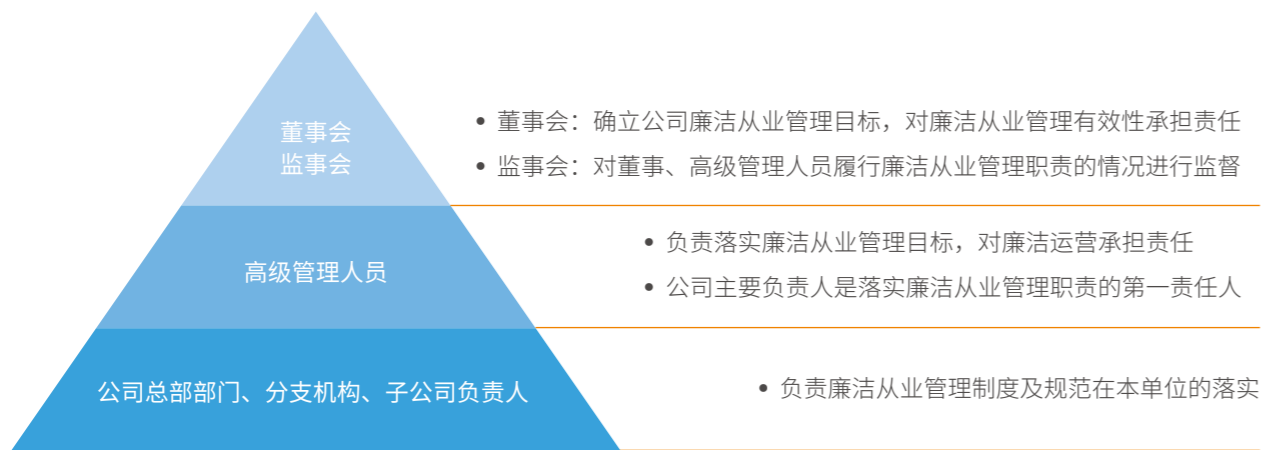 董事会
监事会
• 董事会：确立公司廉洁从业管理目标，对廉洁从业管理有效性承担责任
• 监事会：对董事、高级管理人员履行廉洁从业管理职责的情况进行监督
高级管理人员
• 负责落实廉洁从业管理目标，对廉洁运营承担责任
• 公司主要负责人是落实廉洁从业管理职责的第一责任人
公司总部部门、分支机构、子公司负责人
• 负责廉洁从业管理制度及规范在本单位的落实